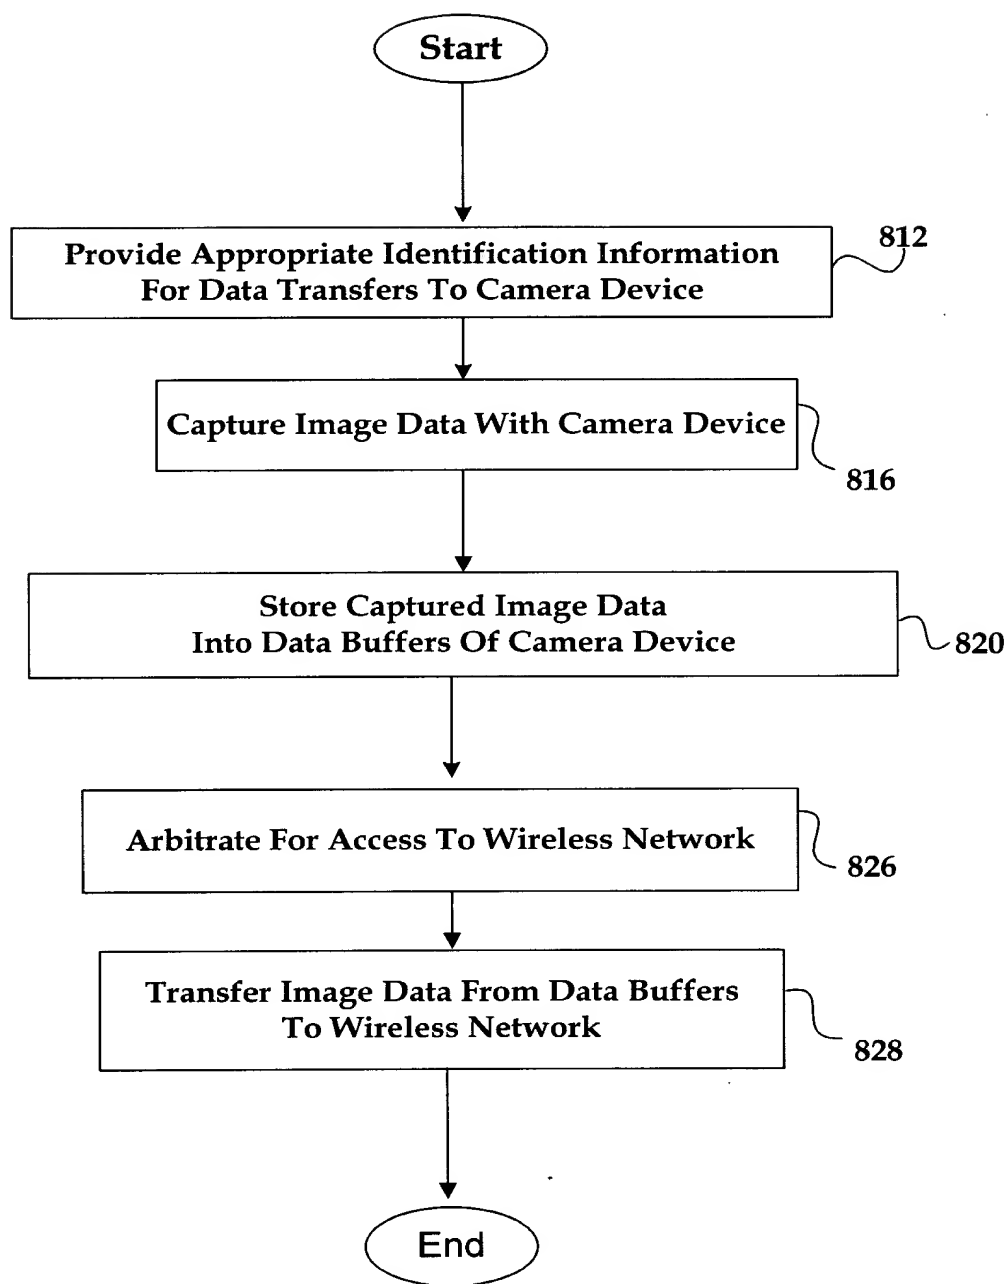 Start
812
Provide Appropriate Identification Information
For Data Transfers To Camera Device
Capture Image Data With Camera Device
816
Store Captured Image Data
Into Data Buffers Of Camera Device
820
Arbitrate For Access To Wireless Network
826
Transfer Image Data From Data Buffers
To Wireless Network
828
End